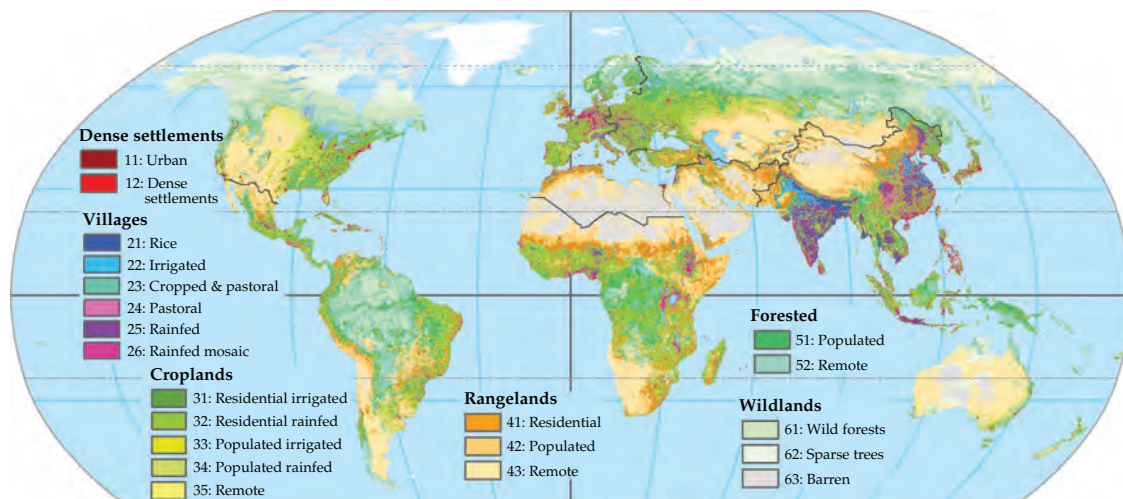 Dense settlements
11: Urban
12: Dense
settlements
Villages
21: Rice
22: Irrigated
23: Cropped & pastoral
24: Pastoral
25: Rainfed
26: Rainfed mosaic
Croplands
31: Residential irrigated
32: Residential rainfed
33: Populated irrigated
34: Populated rainfed
35: Remote
Rangelands
41: Residential
42: Populated
43: Remote
Forested
51: Populated
52: Remote
Wildlands
61: Wild forests
62: Sparse trees
63: Barren